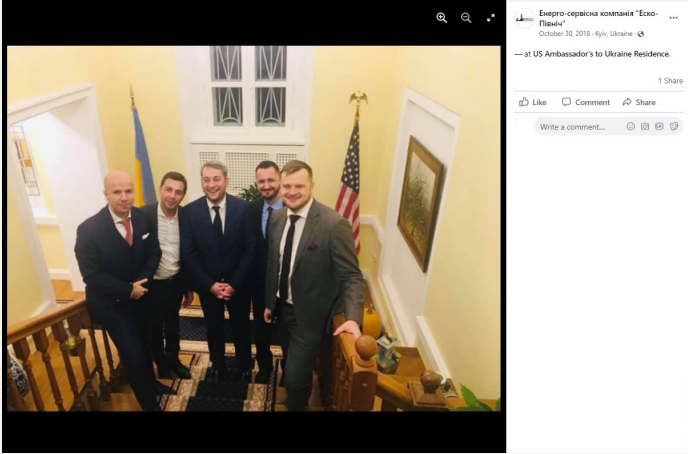 Енерго-сервісна компанія "Еско-
Північ"
October 30, 2018 · Kyiv, Ukraine ·
— at US Ambassador's to Ukraine Residence.
1 Share
Like Comment Share
Write a comment...